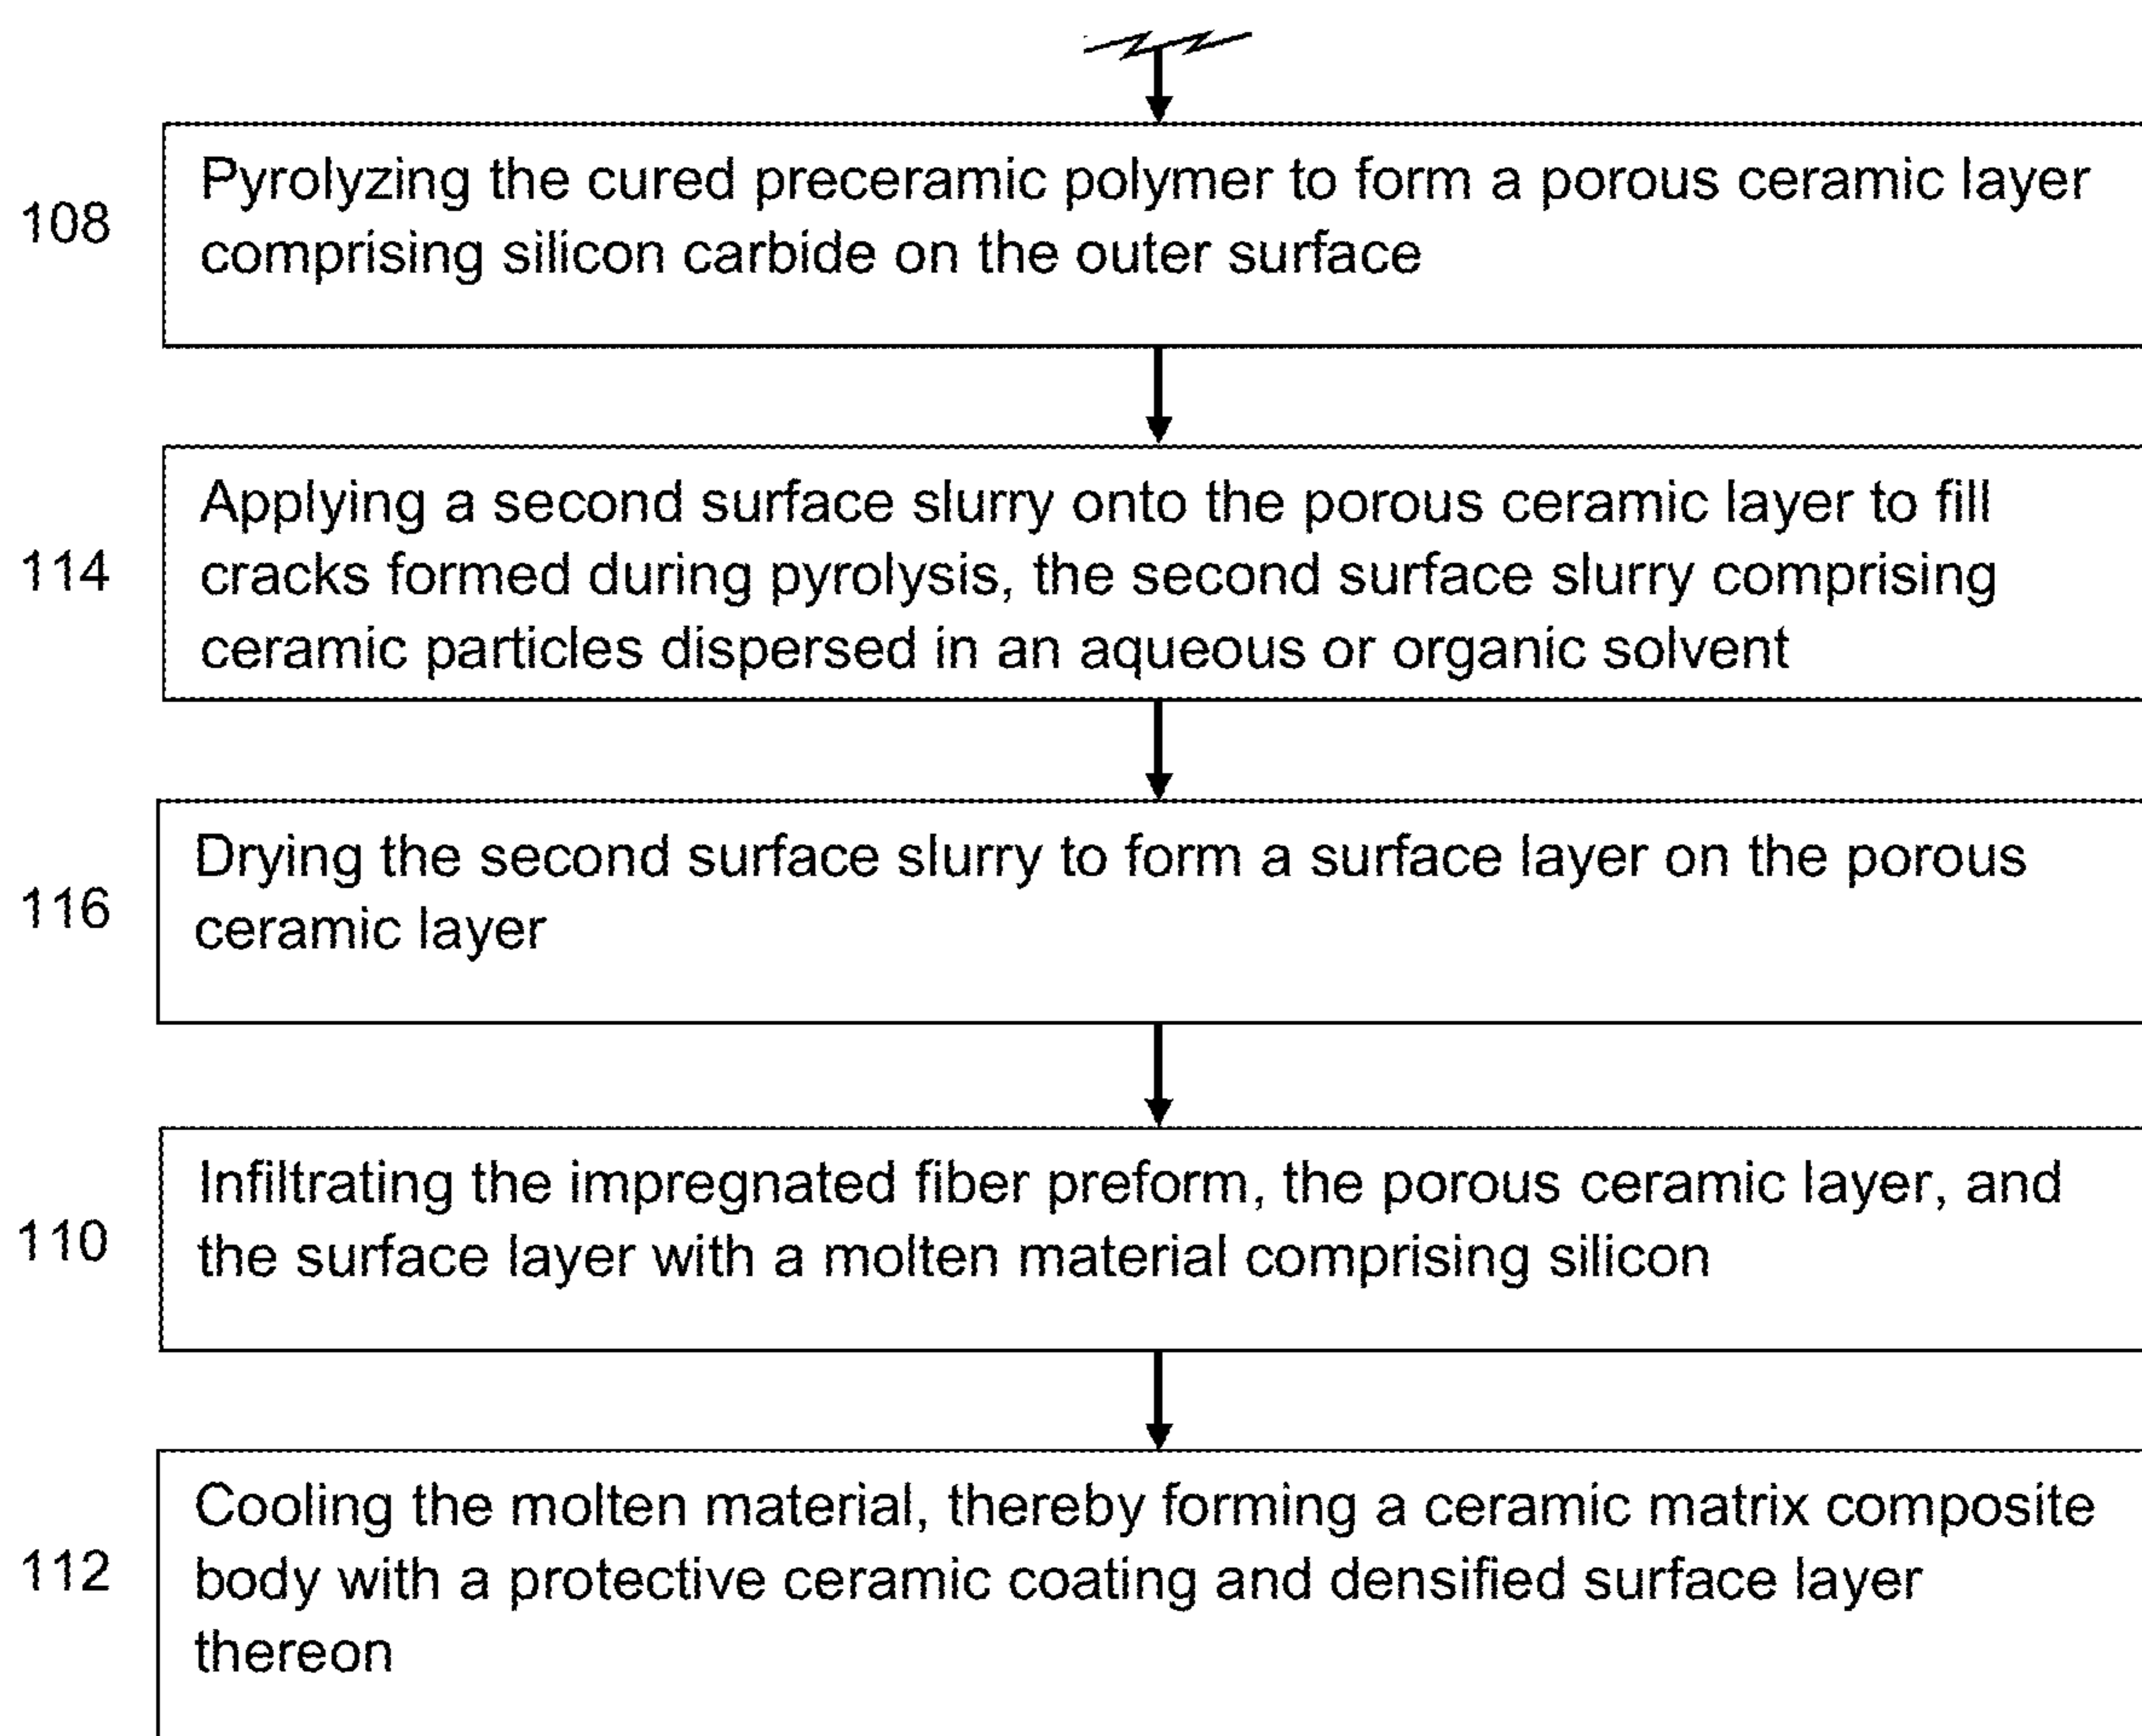 108
Pyrolyzing the cured preceramic polymer to form a porous ceramic layer
comprising silicon carbide on the outer surface
114
Applying a second surface slurry onto the porous ceramic layer to fill
cracks formed during pyrolysis, the second surface slurry comprising
ceramic particles dispersed in an aqueous or organic solvent
116
Drying the second surface slurry to form a surface layer on the porous
ceramic layer
110
Infiltrating the impregnated fiber preform, the porous ceramic layer, and
the surface layer with a molten material comprising silicon
112
Cooling the molten material, thereby forming a ceramic matrix composite
body with a protective ceramic coating and densified surface layer
thereon